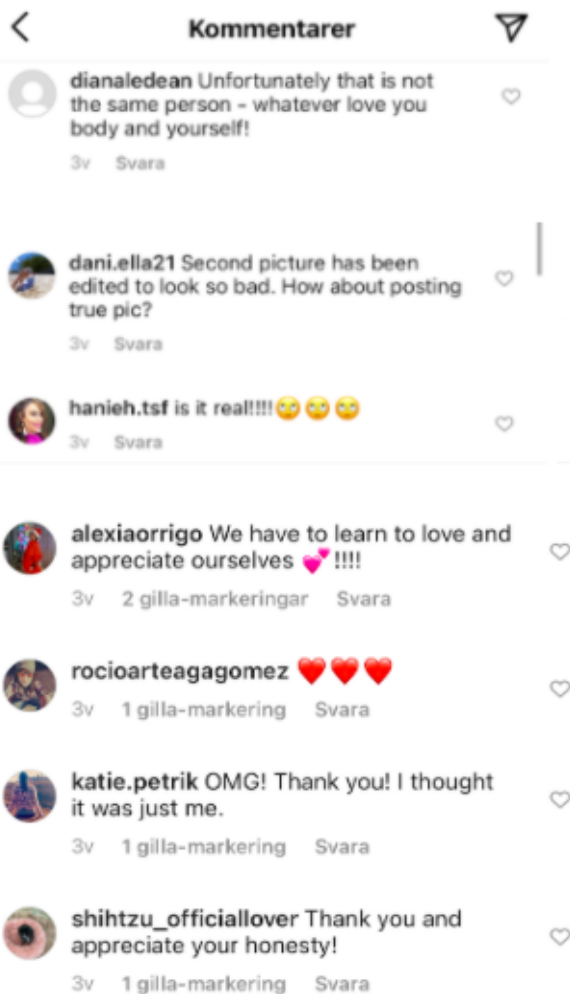 Kommentarer
dianaledean Unfortunately that is not
the same person - whatever love you
body and yourself!
3v Svara
dani.ella21 Second picture has been
edited to look so bad. How about posting
true pic?
3v Svara
hanieh.tsf is it real!!!!🙄🙄🙄
3v Svara
alexiaorrigo We have to learn to love and
appreciate ourselves 💕!!!!
3v 2 gilla-markeringar Svara
rocioarteagagomez ❤️❤️❤️
3v 1 gilla-markering Svara
katie.petrik OMG! Thank you! I thought
it was just me.
3v 1 gilla-markering Svara
shihtzu_officiallover Thank you and
appreciate your honesty!
3v 1 gilla-markering Svara